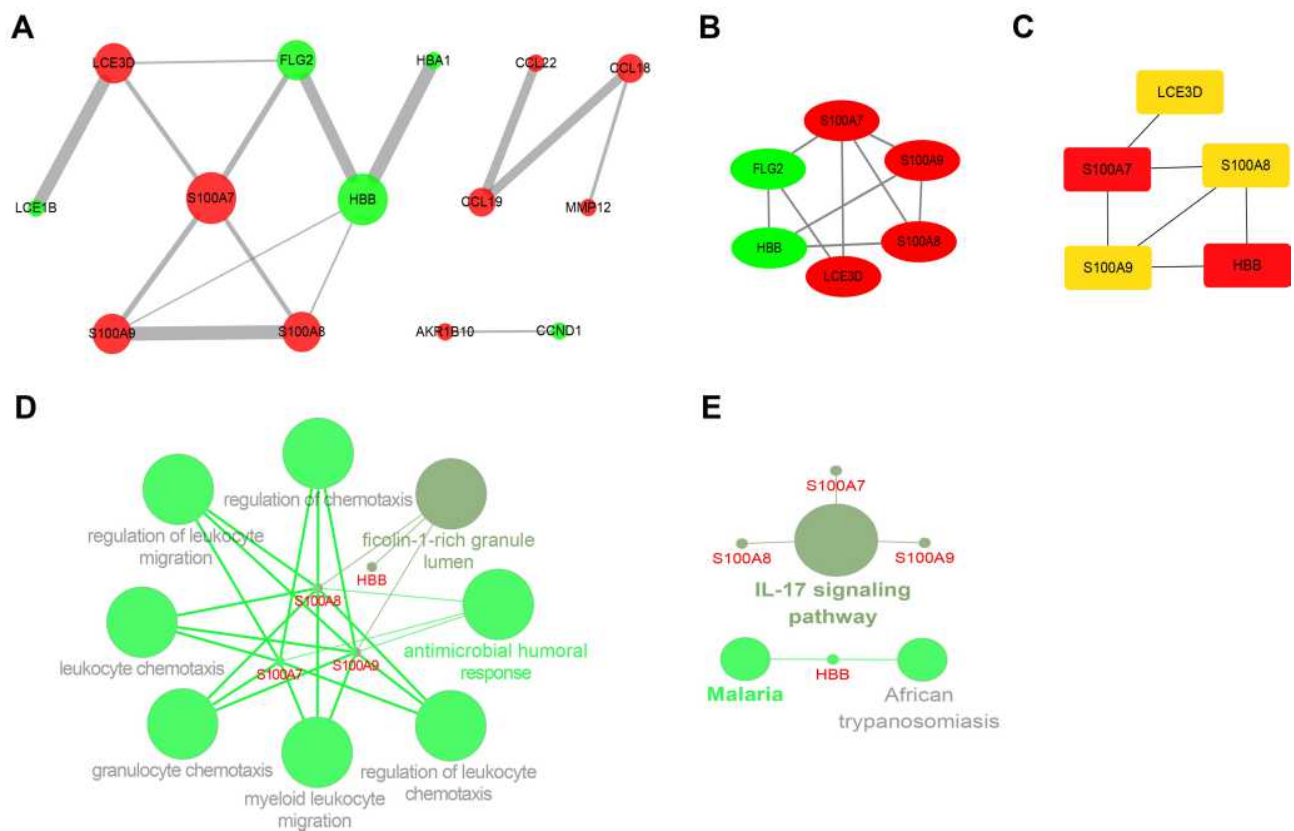 A
B
C
LCE3D
FLG2
HBA1
CCL22
CCL18
LCE1B
S100A7
HBB
CCL19
MMP12
S100A9
S100A8
AKR1B10
CCND1
S100A7
FLG2
S100A9
HBB
S100A8
LCE3D
LCE3D
S100A7
S100A8
S100A9
HBB
D
E
regulation of chemotaxis
regulation of leukocyte
migration
ficolin-1-rich granule
lumen
HBB
S100A8
leukocyte chemotaxis
S100A7
S100A9
antimicrobial humoral
response
granulocyte chemotaxis
myeloid leukocyte
migration
regulation of leukocyte
chemotaxis
S100A7
S100A8
S100A9
IL-17 signaling
pathway
Malaria
HBB
African
trypanosomiasis